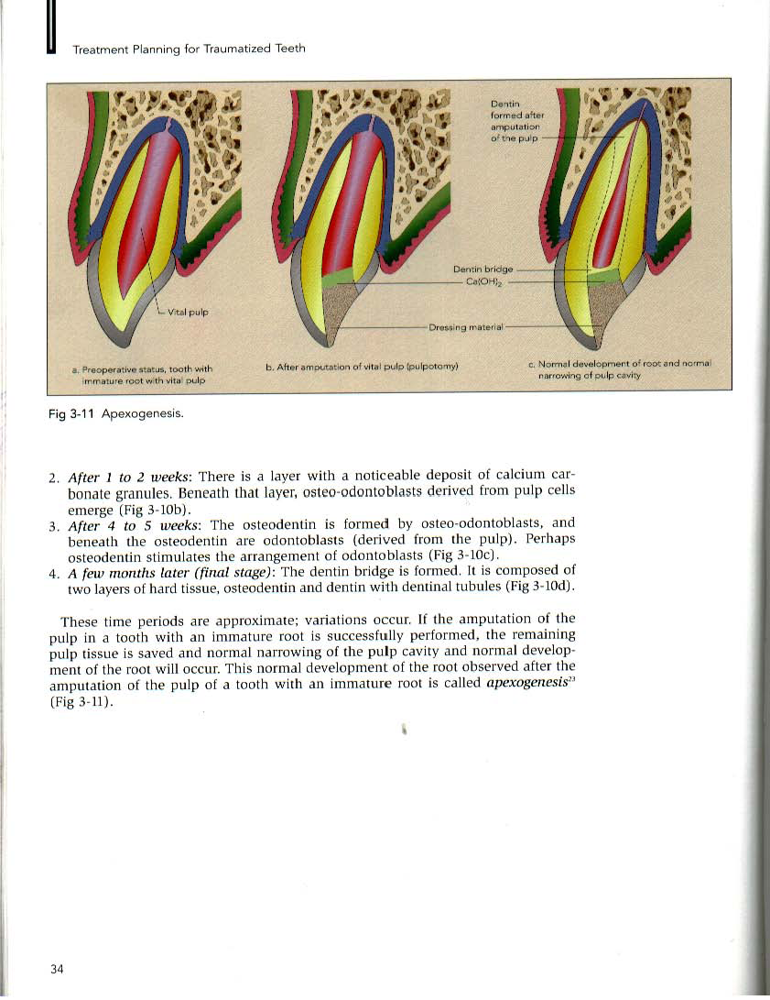 Treatment Planning for Traumatized Teeth
Dentin
formed after
amputation
of the pulp
Dentin bridge
Ca(OH)₂
Vital pulp
Dressing material
a. Preoperative status, tooth with
immature root with vital pulp
b. After amputation of vital pulp (pulpotomy)
c. Normal development of root and normal
narrowing of pulp cavity
Fig 3-11 Apexogenesis.
2. After 1 to 2 weeks: There is a layer with a noticeable deposit of calcium car-
bonate granules. Beneath that layer, osteo-odontoblasts derived from pulp cells
emerge (Fig 3-10b).
3. After 4 to 5 weeks: The osteodentin is formed by osteo-odontoblasts, and
beneath the osteodentin are odontoblasts (derived from the pulp). Perhaps
osteodentin stimulates the arrangement of odontoblasts (Fig 3-10c).
4. A few months later (final stage): The dentin bridge is formed. It is composed of
two layers of hard tissue, osteodentin and dentin with dentinal tubules (Fig 3-10d).
These time periods are approximate; variations occur. If the amputation of the
pulp in a tooth with an immature root is successfully performed, the remaining
pulp tissue is saved and normal narrowing of the pulp cavity and normal develop-
ment of the root will occur. This normal development of the root observed after the
amputation of the pulp of a tooth with an immature root is called apexogenesis²³
(Fig 3-11).
34